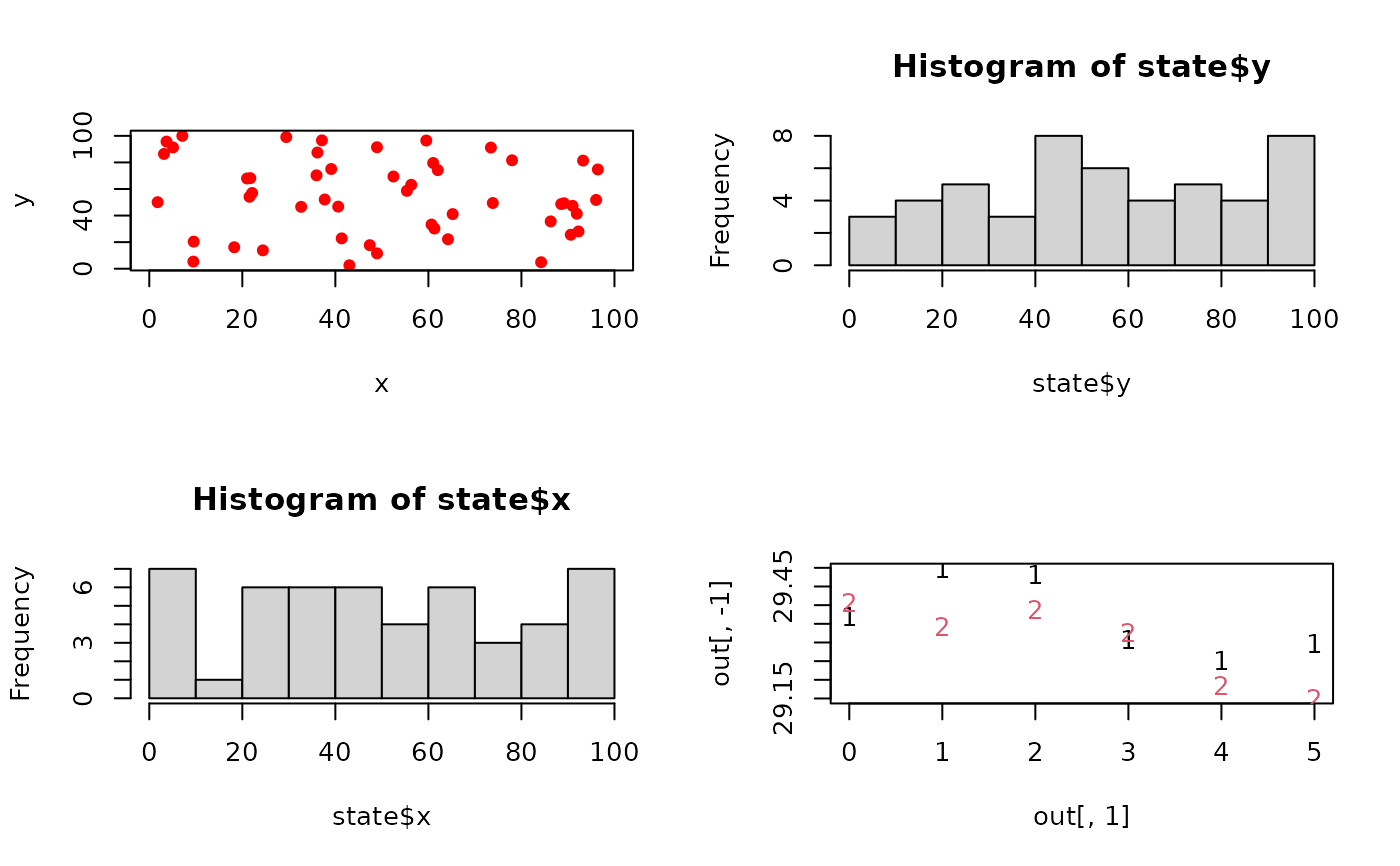 y
0 40 100
0 20 40 60 80 100
x
Histogram of state$y
Frequency
0 4 8
0 20 40 60 80 100
state$y
Histogram of state$x
Frequency
0 3 6
0 20 40 60 80 100
state$x
out[, -1]
29.15 29.45
1 1
2 2
1 2
2 1 1
1
2 2
0 1 2 3 4 5
out[, 1]